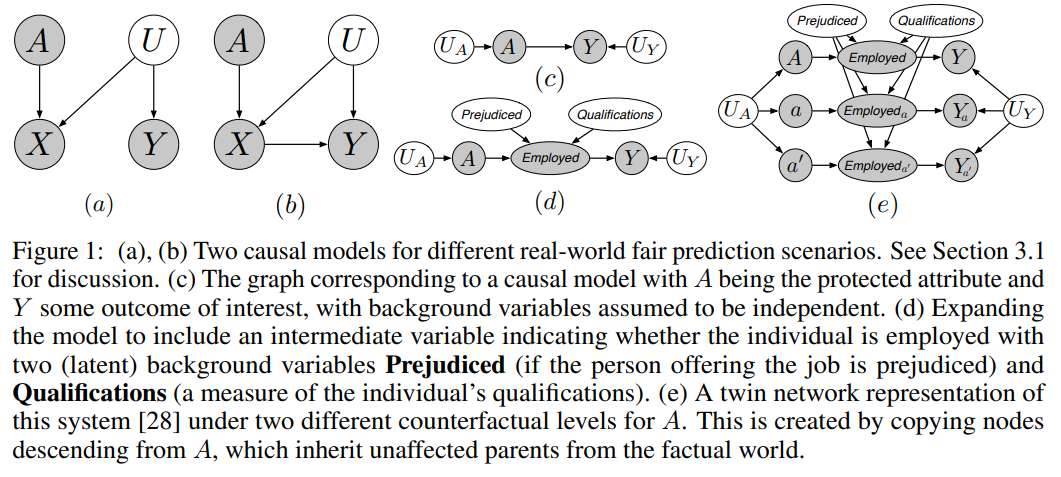 A
U
X
Y
(a)
A
U
X
Y
(b)
U_A
A
Y
U_Y
(c)
Prejudiced
Qualifications
U_A
A
Employed
Y
U_Y
(d)
Prejudiced
Qualifications
A
Employed
Y
U_A
a
Employed_a
Y_a
U_Y
a'
Employed_a'
Y_a'
(e)
Figure 1: (a), (b) Two causal models for different real-world fair prediction scenarios. See Section 3.1
for discussion. (c) The graph corresponding to a causal model with A being the protected attribute and
Y some outcome of interest, with background variables assumed to be independent. (d) Expanding
the model to include an intermediate variable indicating whether the individual is employed with
two (latent) background variables Prejudiced (if the person offering the job is prejudiced) and
Qualifications (a measure of the individual's qualifications). (e) A twin network representation of
this system [28] under two different counterfactual levels for A. This is created by copying nodes
descending from A, which inherit unaffected parents from the factual world.